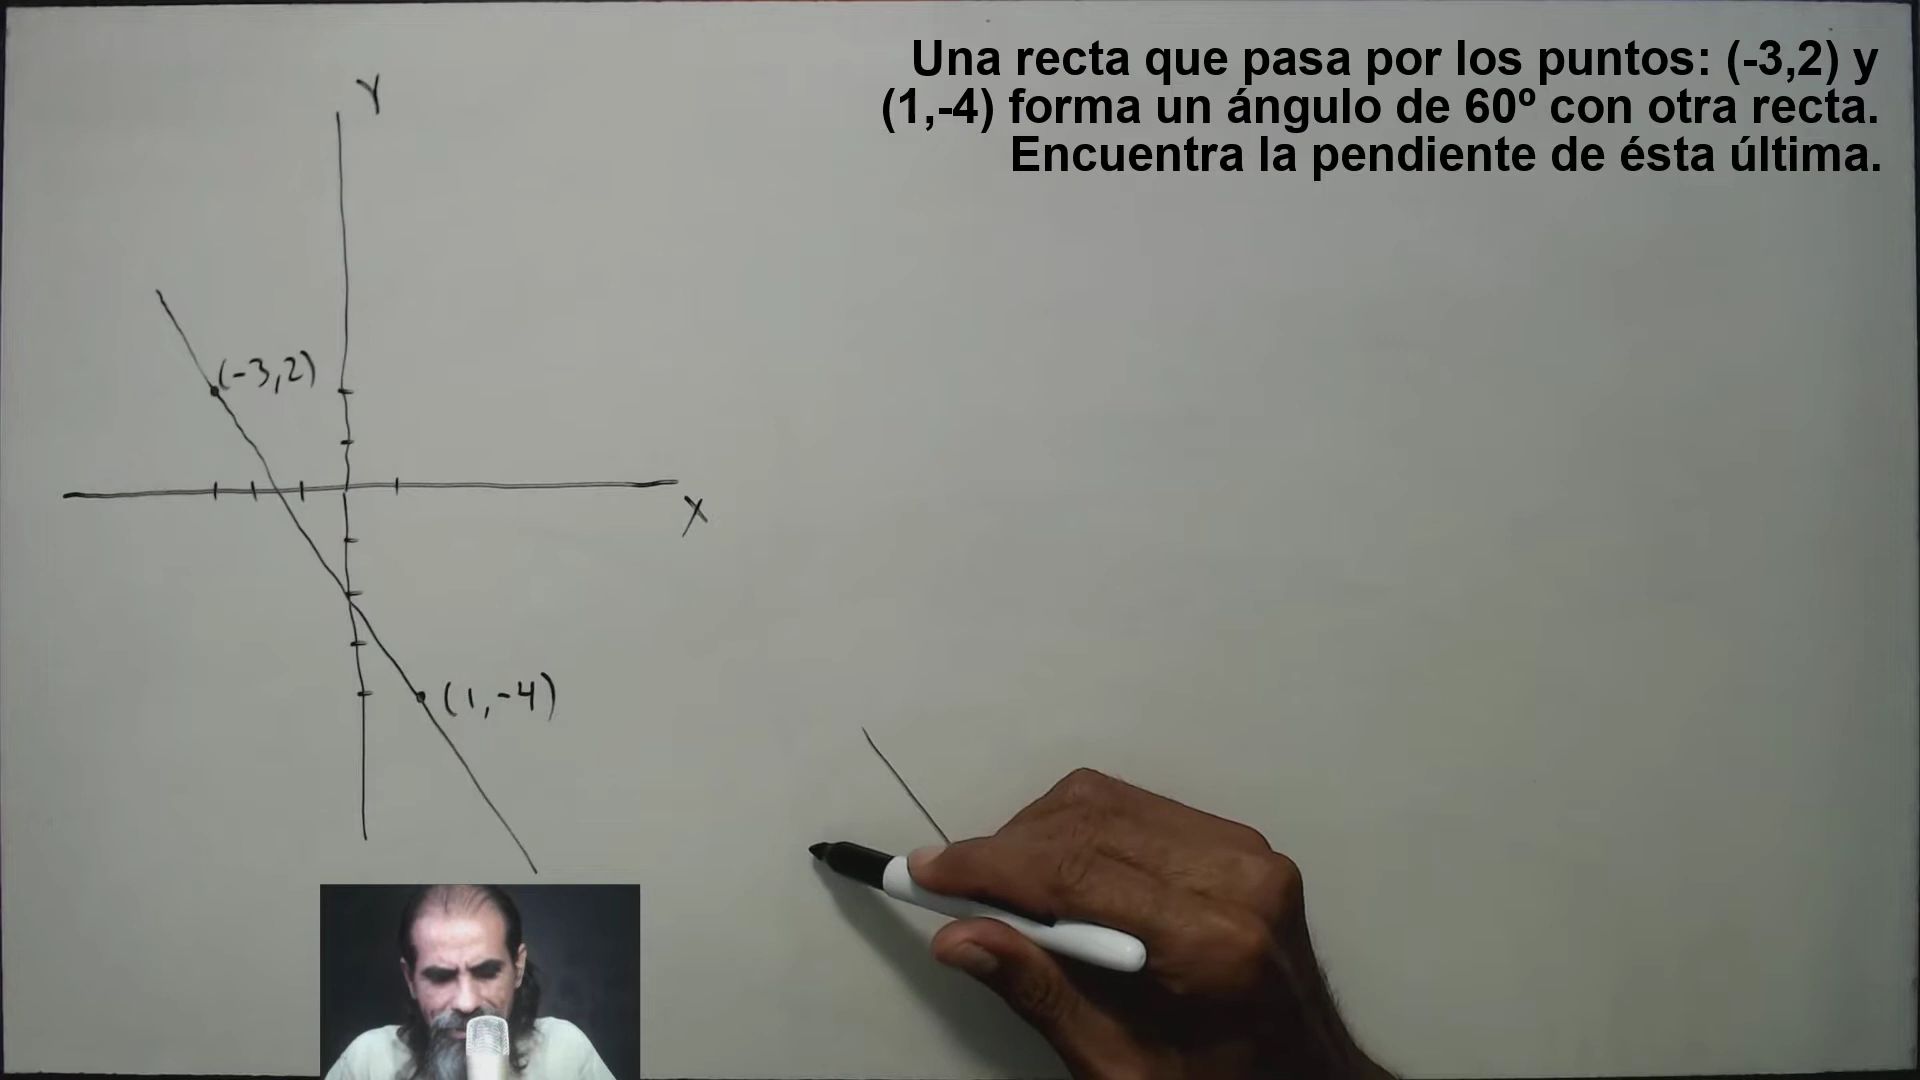 Una recta que pasa por los puntos: (-3,2) y
(1,-4) forma un ángulo de 60º con otra recta.
Encuentra la pendiente de ésta última.
Y
(-3,2)
X
(1,-4)